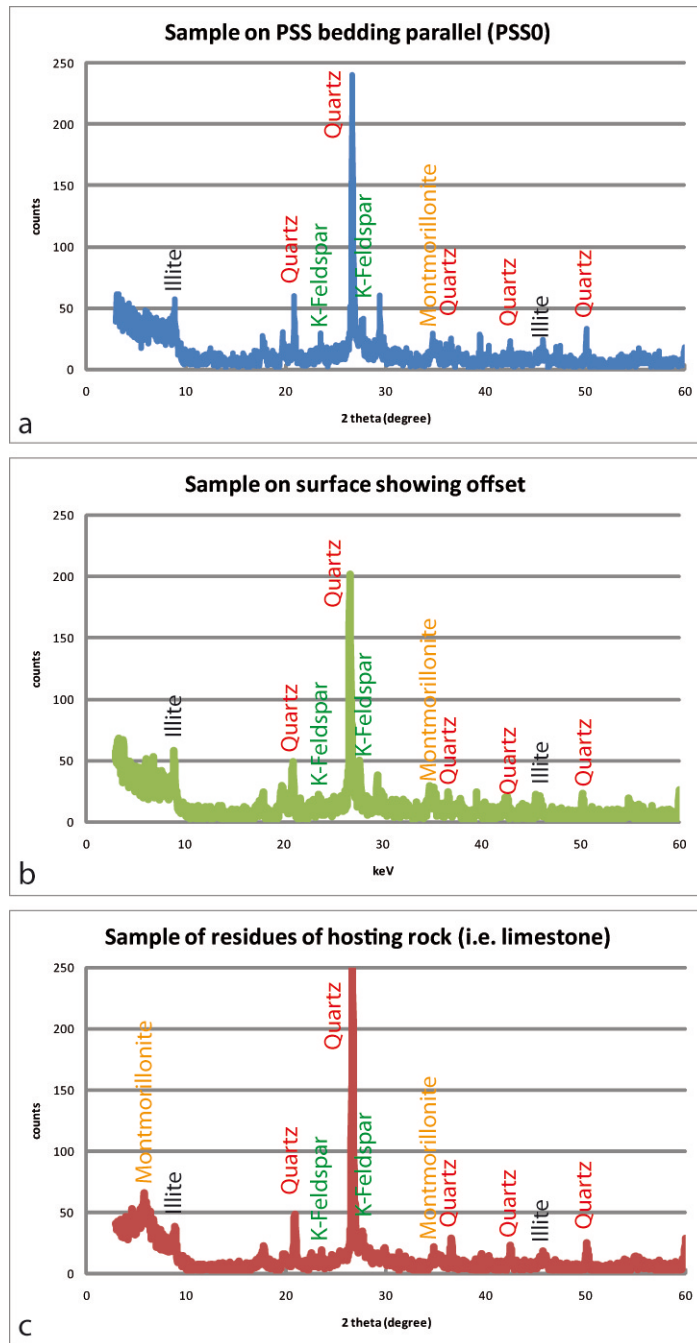 Sample on PSS bedding parallel (PSS0)
250
200
150
100
50
0
counts
Illite
Quartz
K-Feldspar
Quartz
K-Feldspar
Montmorillonite
Quartz
Quartz
Illite
Quartz
0 10 20 30 40 50 60
2 theta (degree)
a
Sample on surface showing offset
250
200
150
100
50
0
counts
Illite
Quartz
K-Feldspar
Quartz
K-Feldspar
Montmorillonite
Quartz
Quartz
Illite
Quartz
0 10 20 30 40 50 60
keV
b
Sample of residues of hosting rock (i.e. limestone)
250
200
150
100
50
0
counts
Montmorillonite
Illite
Quartz
K-Feldspar
Quartz
K-Feldspar
Montmorillonite
Quartz
Quartz
Illite
Quartz
0 10 20 30 40 50 60
2 theta (degree)
c